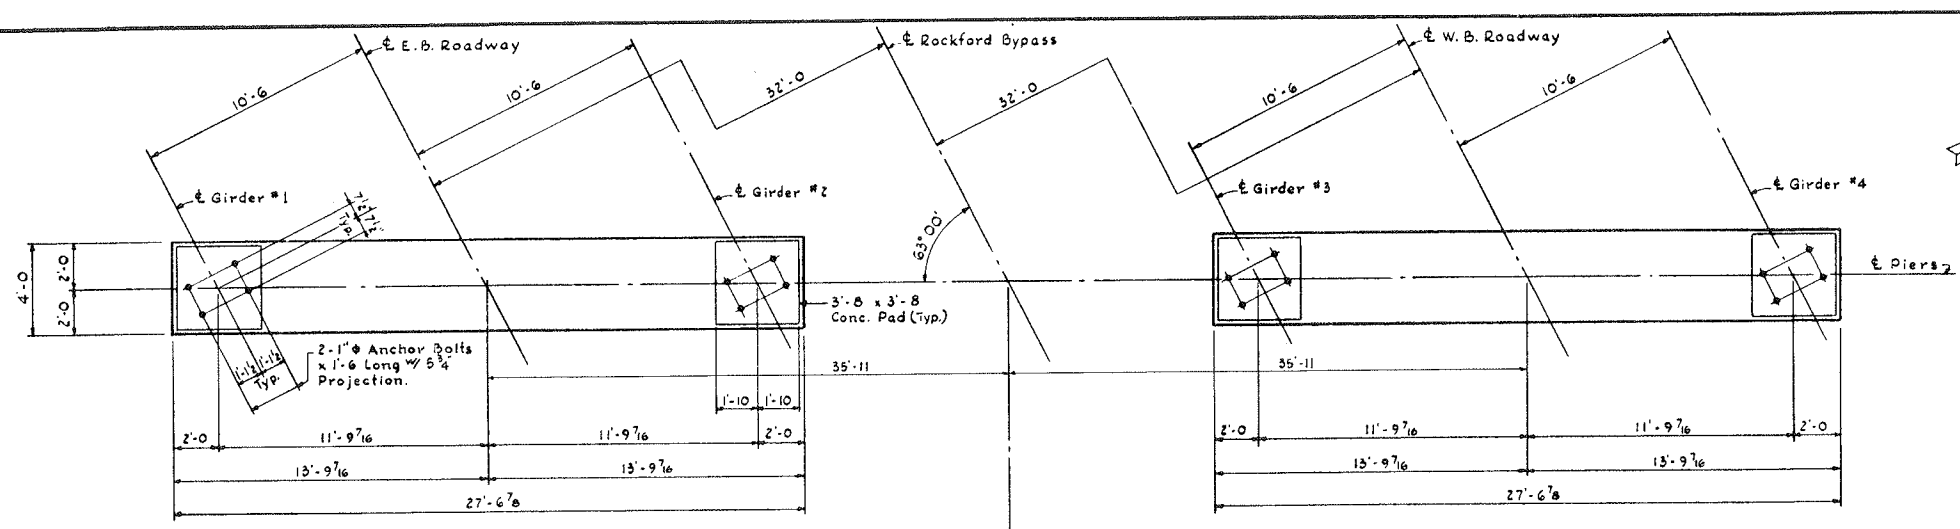 ℄ E.B. Roadway
℄ Rockford Bypass
℄ W.B. Roadway
10'-6
10'-6
32'-0
32'-0
10'-6
10'-6
℄ Girder #1
℄ Girder #2
℄ Girder #3
℄ Girder #4
7½"
7½"
Typ.
63°00'
4'-0
2'-0
2'-0
℄ Piers
3'-8 x 3'-8
Conc. Pad (Typ.)
2-1"ϕ Anchor Bolts
x 1'-6 Long w/ 5¾"
Projection.
1'-1½
1'-1½
Typ.
35'-11
35'-11
1'-10
1'-10
2'-0
11'-9 7/16
11'-9 7/16
2'-0
2'-0
11'-9 7/16
11'-9 7/16
2'-0
13'-9 7/16
13'-9 7/16
13'-9 7/16
13'-9 7/16
27'-6 7/8
27'-6 7/8